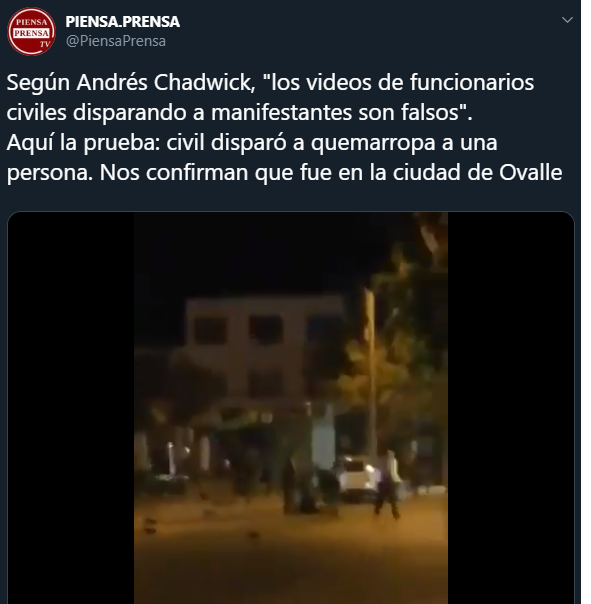 PIENSA
PRENSA
TV
PIENSA.PRENSA
@PiensaPrensa
Según Andrés Chadwick, "los videos de funcionarios
civiles disparando a manifestantes son falsos".
Aquí la prueba: civil disparó a quemarropa a una
persona. Nos confirman que fue en la ciudad de Ovalle